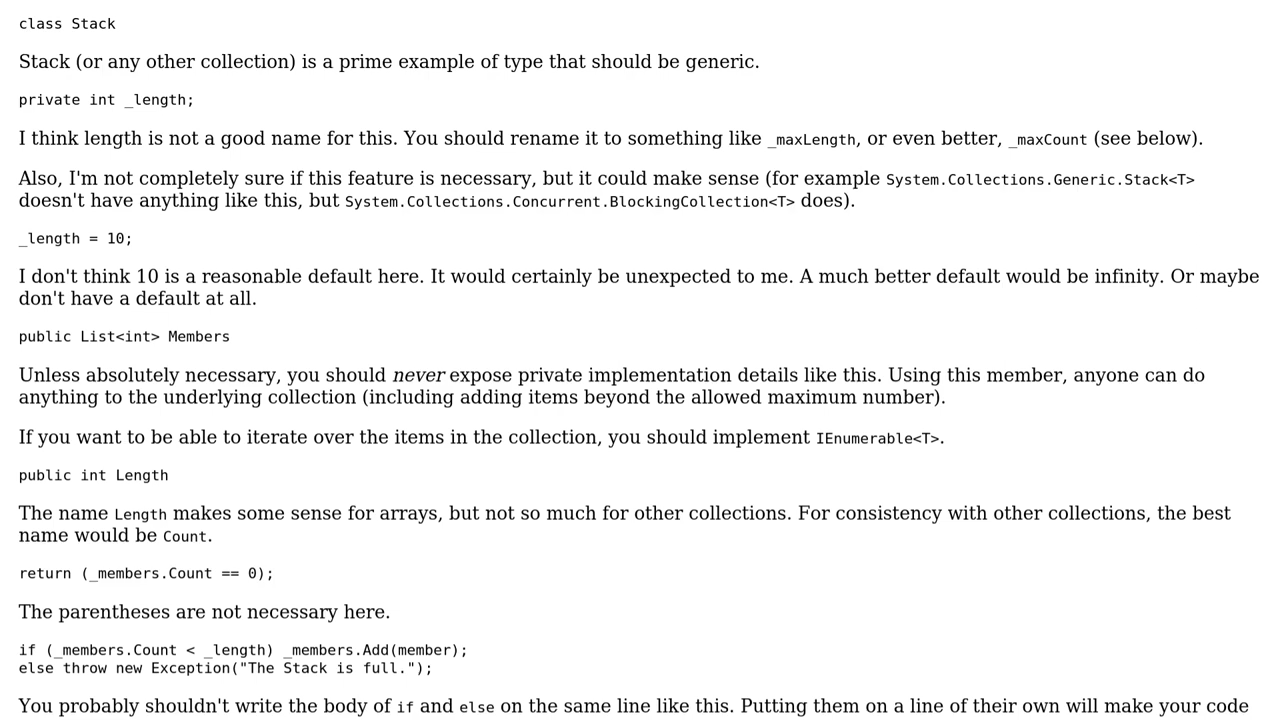 class Stack
Stack (or any other collection) is a prime example of type that should be generic.
private int _length;
I think length is not a good name for this. You should rename it to something like _maxLength, or even better, _maxCount (see below).
Also, I'm not completely sure if this feature is necessary, but it could make sense (for example System.Collections.Generic.Stack<T>
doesn't have anything like this, but System.Collections.Concurrent.BlockingCollection<T> does).
_length = 10;
I don't think 10 is a reasonable default here. It would certainly be unexpected to me. A much better default would be infinity. Or maybe
don't have a default at all.
public List<int> Members
Unless absolutely necessary, you should never expose private implementation details like this. Using this member, anyone can do
anything to the underlying collection (including adding items beyond the allowed maximum number).
If you want to be able to iterate over the items in the collection, you should implement IEnumerable<T>.
public int Length
The name Length makes some sense for arrays, but not so much for other collections. For consistency with other collections, the best
name would be Count.
return (_members.Count == 0);
The parentheses are not necessary here.
if (_members.Count < _length) _members.Add(member);
else throw new Exception("The Stack is full.");
You probably shouldn't write the body of if and else on the same line like this. Putting them on a line of their own will make your code